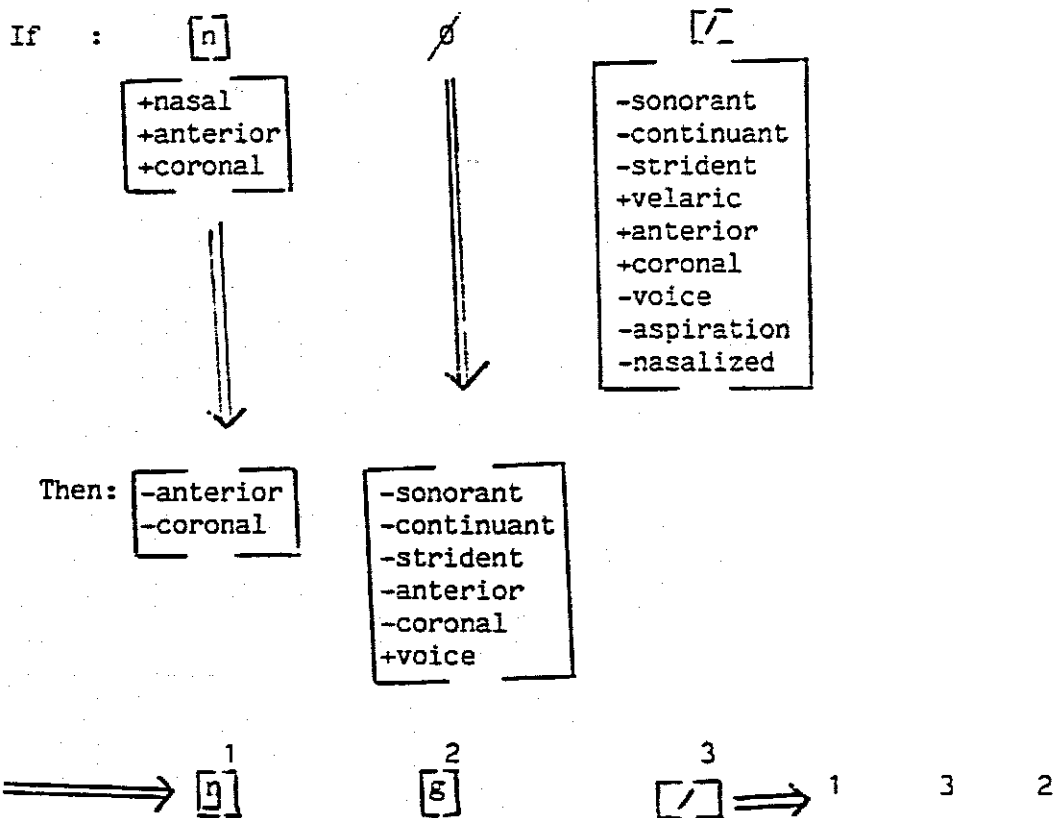 If : [n] ∅ [/]
+nasal
+anterior
+coronal
-sonorant
-continuant
-strident
+velaric
+anterior
+coronal
-voice
-aspiration
-nasalized
Then:
-anterior
-coronal
-sonorant
-continuant
-strident
-anterior
-coronal
+voice
1 2 3
⟹ [ŋ] [g] [/] ⟹ 1 3 2